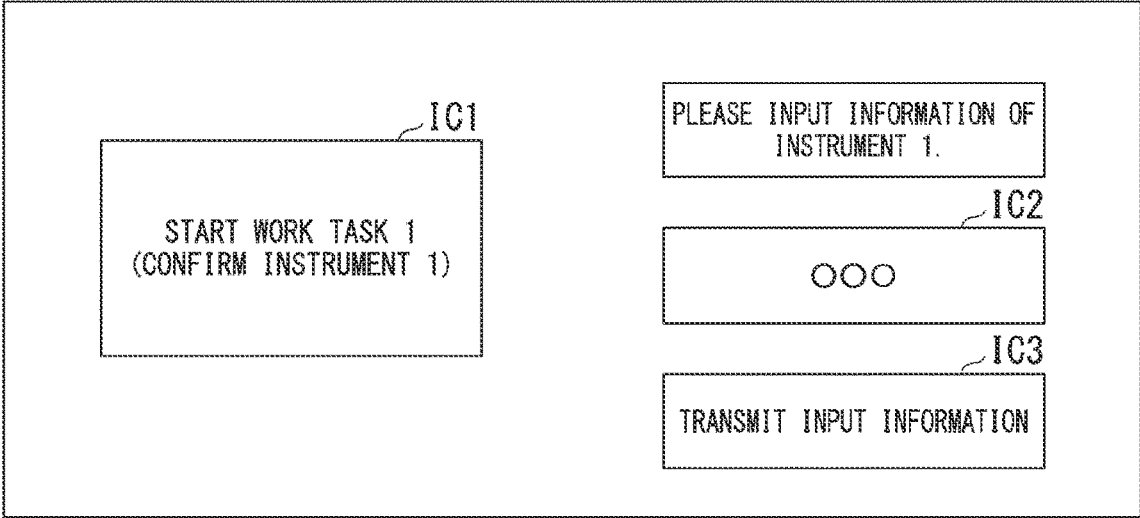 IC1
START WORK TASK 1
(CONFIRM INSTRUMENT 1)
PLEASE INPUT INFORMATION OF
INSTRUMENT 1.
IC2
○○○
IC3
TRANSMIT INPUT INFORMATION